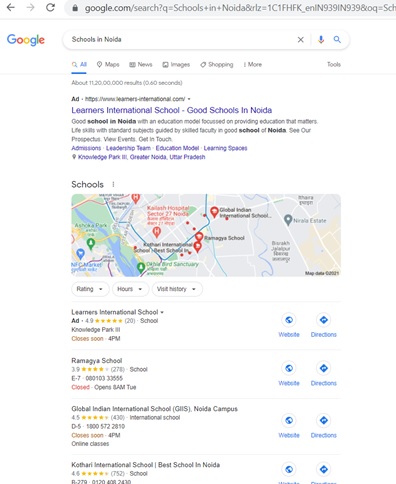 google.com/search?q=Schools+in+Noida&rlz=1C1FHFK_enIN939IN939&oq=Sch
Google
Schools in Noida
All Maps News Images Shopping More Tools
About 11,20,00,000 results (0.60 seconds)
Ad · https://www.learners-international.com/
Learners International School - Good Schools In Noida
Good school in Noida with an education model focussed on providing education that matters.
Life skills with standard subjects guided by skilled faculty in good school of Noida. See Our
Prospectus. View Events. Get In Touch.
Admissions · Leadership Team · Education Model · Learning Spaces
Knowledge Park III, Greater Noida, Uttar Pradesh
Schools
Kailash Hospital
Sector 27 Noida
Global Indian
International School...
Ramagya School
Nirala Estate
Kothari International
School | Best School In...
Okhla Bird Sanctuary
Map data ©2021
Rating Hours Visit history
Learners International School
Ad · 4.9 (20) · School
Knowledge Park III
Closes soon · 4PM
Website Directions
Ramagya School
3.9 (278) · School
E-7 · 080103 33555
Closed · Opens 8AM Tue
Website Directions
Global Indian International School (GIIS), Noida Campus
4.5 (430) · International school
D-5 · 1800 572 2810
Closes soon · 4PM
Online classes
Website Directions
Kothari International School | Best School In Noida
4.6 (752) · School
B-279 · 0120 408 2430
Website Directions